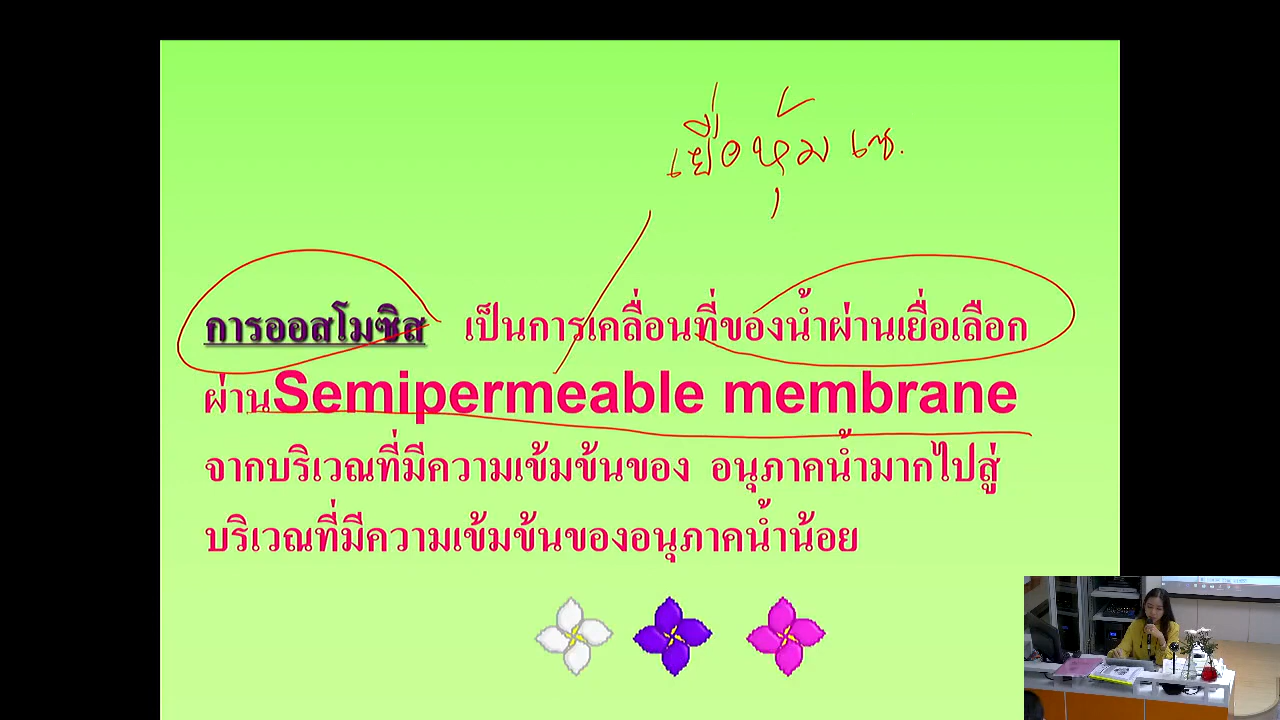 เยื่อหุ้ม เซ.
การออสโมซิส เป็นการเคลื่อนที่ของน้ำผ่านเยื่อเลือก
ผ่านSemipermeable membrane
จากบริเวณที่มีความเข้มข้นของ อนุภาคน้ำมากไปสู่
บริเวณที่มีความเข้มข้นของอนุภาคน้ำน้อย